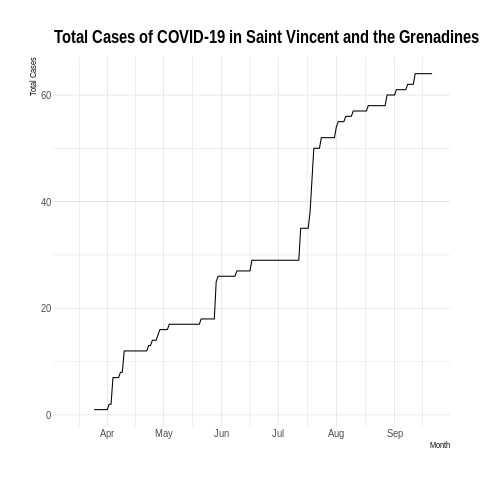 Total Cases of COVID-19 in Saint Vincent and the Grenadines
Total Cases
60
40
20
0
Apr May Jun Jul Aug Sep
Month